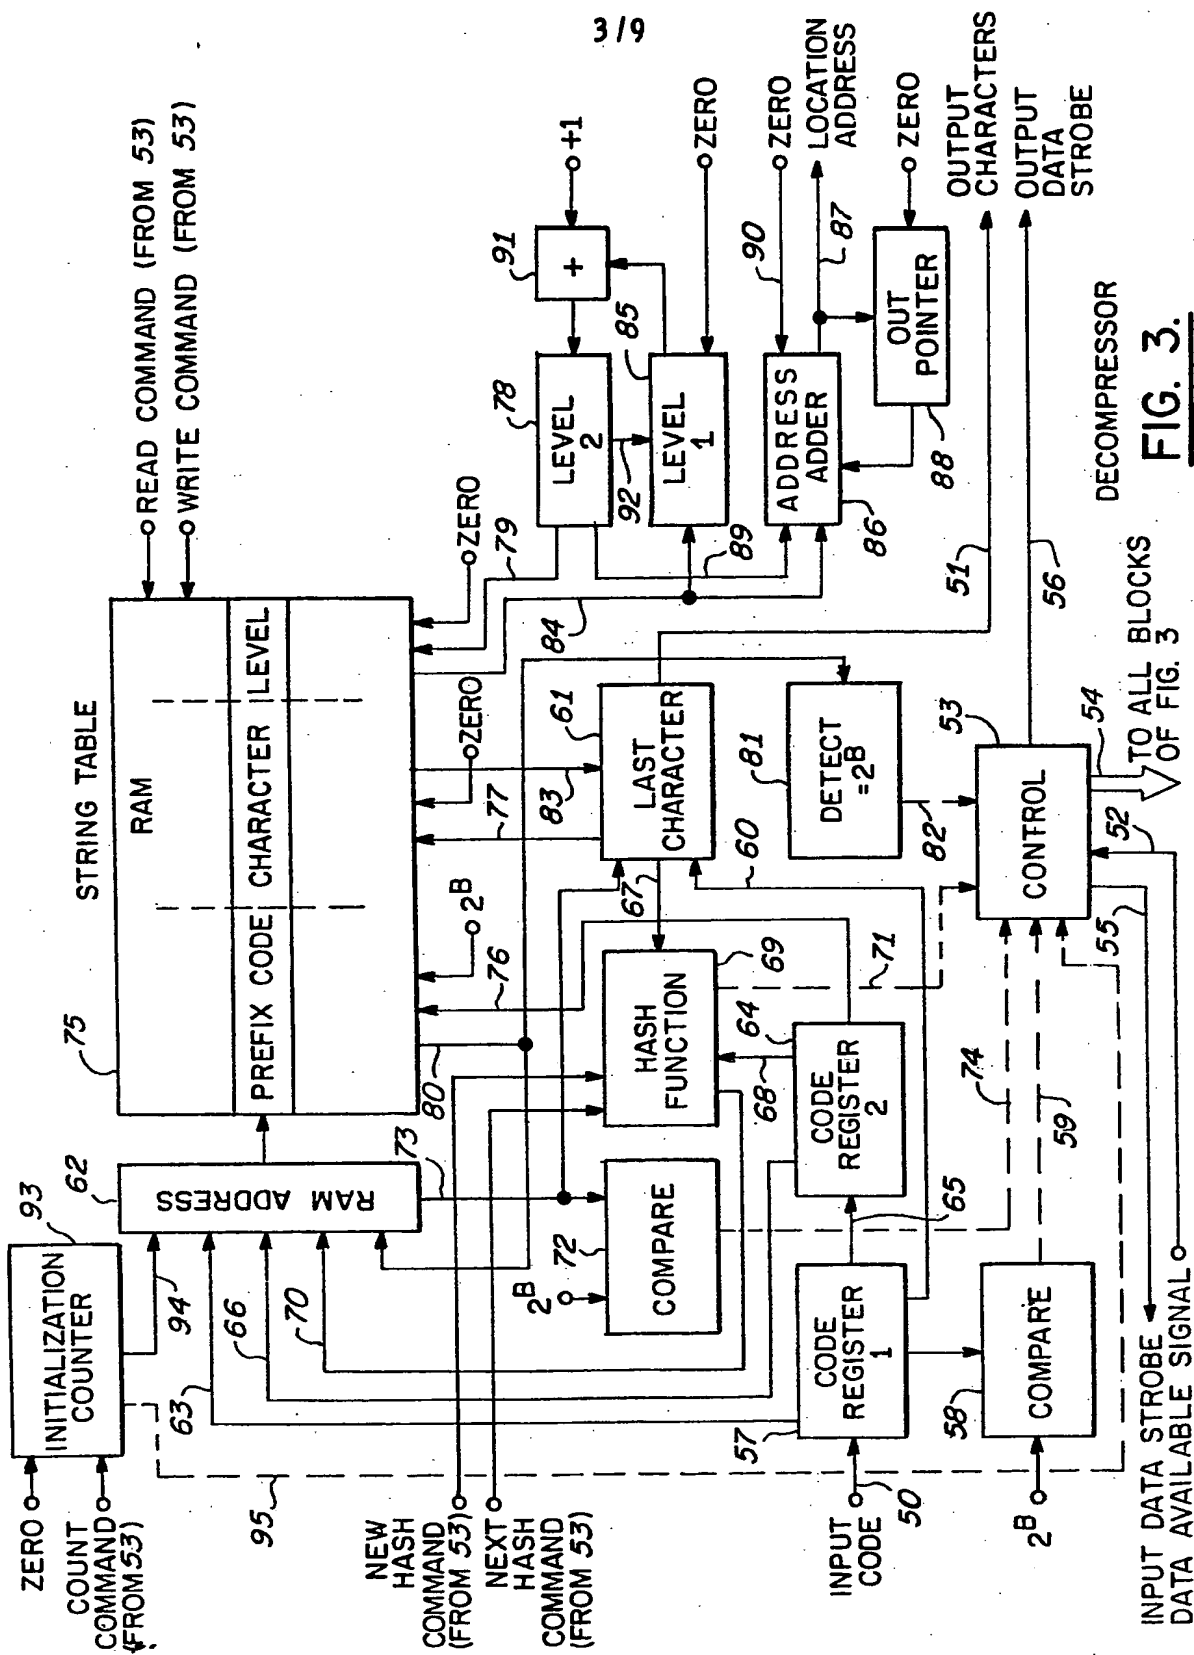 3/9
STRING TABLE
READ COMMAND (FROM 53)
WRITE COMMAND (FROM 53)
75
RAM
PREFIX CODE
CHARACTER
LEVEL
93
INITIALIZATION
COUNTER
ZERO
COUNT
COMMAND
(FROM 53)
94
95
62
RAM ADDRESS
63
66
70
73
80
76
2B
77
83
ZERO
84
79
ZERO
78
LEVEL
2
91
+
+1
92
85
LEVEL
1
ZERO
89
90
ZERO
ADDRESS
ADDER
86
87
LOCATION
ADDRESS
OUT
POINTER
88
ZERO
NEW
HASH
COMMAND
(FROM 53)
NEXT
HASH
COMMAND
(FROM 53)
2B
72
COMPARE
HASH
FUNCTION
69
67
61
LAST
CHARACTER
60
71
68
64
CODE
REGISTER
2
65
74
81
DETECT
=2B
82
51
OUTPUT
CHARACTERS
56
OUTPUT
DATA
STROBE
INPUT
CODE
50
57
CODE
REGISTER
1
58
COMPARE
2B
59
53
CONTROL
54
TO ALL BLOCKS
OF FIG. 3
52
55
INPUT DATA STROBE
DATA AVAILABLE SIGNAL
DECOMPRESSOR
FIG. 3.